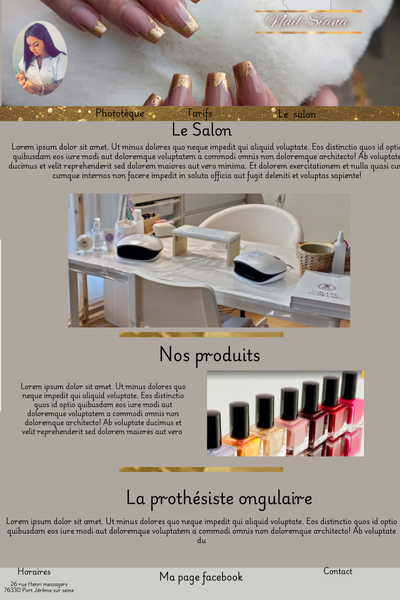 Nail Siana
Phototèque Tarifs Le salon
Le Salon
Lorem ipsum dolor sit amet. Ut minus dolores quo neque impedit qui aliquid voluptate. Eos distinctio quos id optio
quibusdam eos iure modi aut doloremque voluptatem a commodi omnis non doloremque architecto! Ab voluptate
ducimus et velit reprehenderit sed dolorem maiores aut vero minima. Et dolorem exercitationem et nulla quasi cum
cumque internos non facere impedit in soluta officia aut fugit deleniti et voluptas sapiente!
Nos produits
Lorem ipsum dolor sit amet. Ut minus dolores quo
neque impedit qui aliquid voluptate. Eos distinctio
quos id optio quibusdam eos iure modi aut
doloremque voluptatem a commodi omnis non
doloremque architecto! Ab voluptate ducimus et
velit reprehenderit sed dolorem maiores aut vero
La prothésiste ongulaire
Lorem ipsum dolor sit amet. Ut minus dolores quo neque impedit qui aliquid voluptate. Eos distinctio quos id optio
quibusdam eos iure modi aut doloremque voluptatem a commodi omnis non doloremque architecto! Ab voluptate
du
Horaires Ma page facebook Contact
26 rue Henri messagers
76330 Port Jérôme sur seine